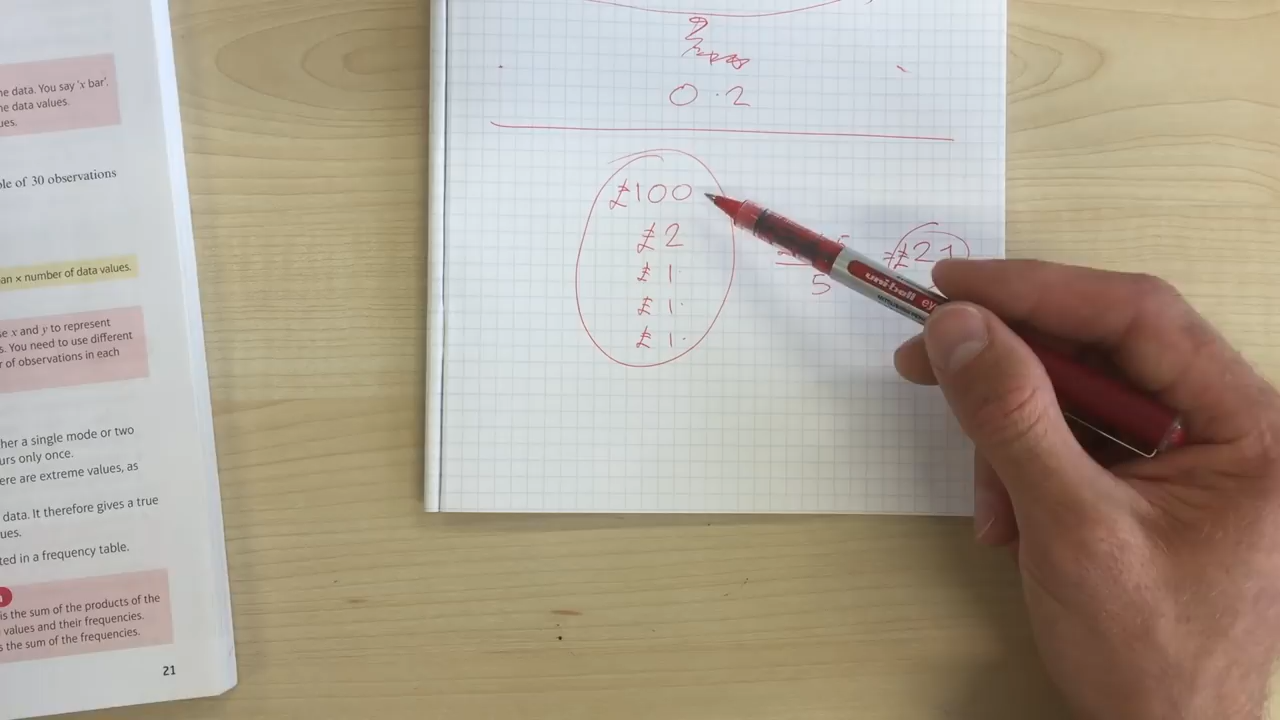 he data. You say 'x bar'.
he data values.
ues.
ple of 30 observations
an × number of data values.
se x and y to represent
s. You need to use different
r of observations in each
her a single mode or two
urs only once.
ere are extreme values, as
data. It therefore gives a true
ues.
ted in a frequency table.
is the sum of the products of the
values and their frequencies.
s the sum of the frequencies.
21
0.2
£100
£2
£1
£1
£1
5
= £21
uni-ball eye